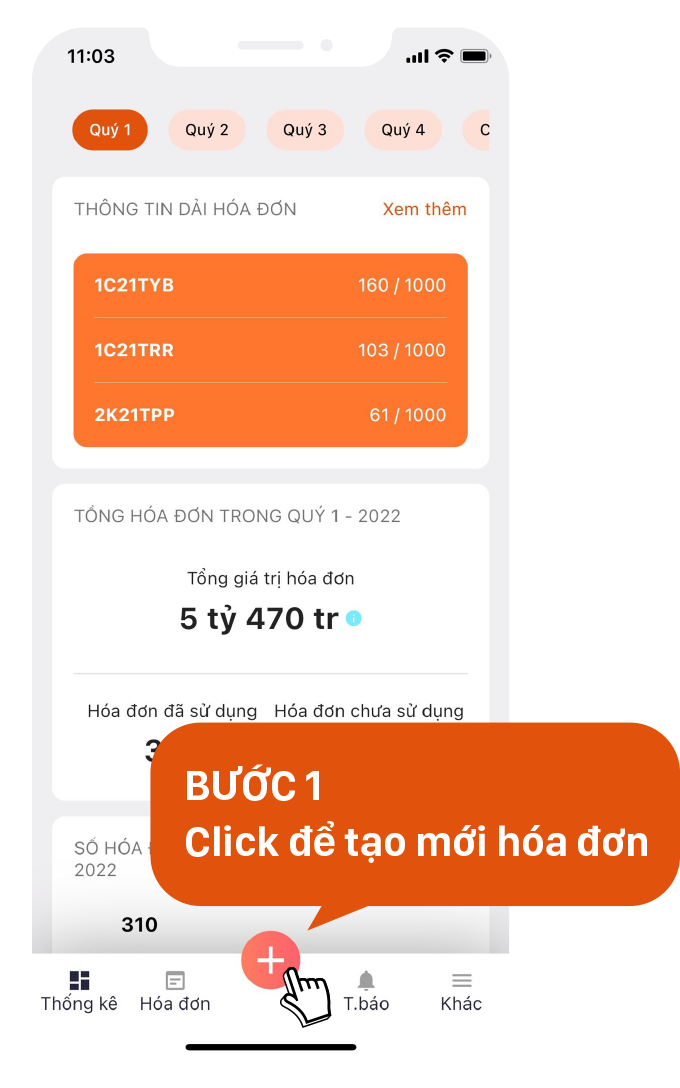 11:03
Quý 1 Quý 2 Quý 3 Quý 4 C
THÔNG TIN DẢI HÓA ĐƠN Xem thêm
1C21TYB 160 / 1000
1C21TRR 103 / 1000
2K21TPP 61 / 1000
TỔNG HÓA ĐƠN TRONG QUÝ 1 - 2022
Tổng giá trị hóa đơn
5 tỷ 470 tr
Hóa đơn đã sử dụng Hóa đơn chưa sử dụng
3
BƯỚC 1
Click để tạo mới hóa đơn
SỐ HÓA
2022
310
Thống kê Hóa đơn T.báo Khác